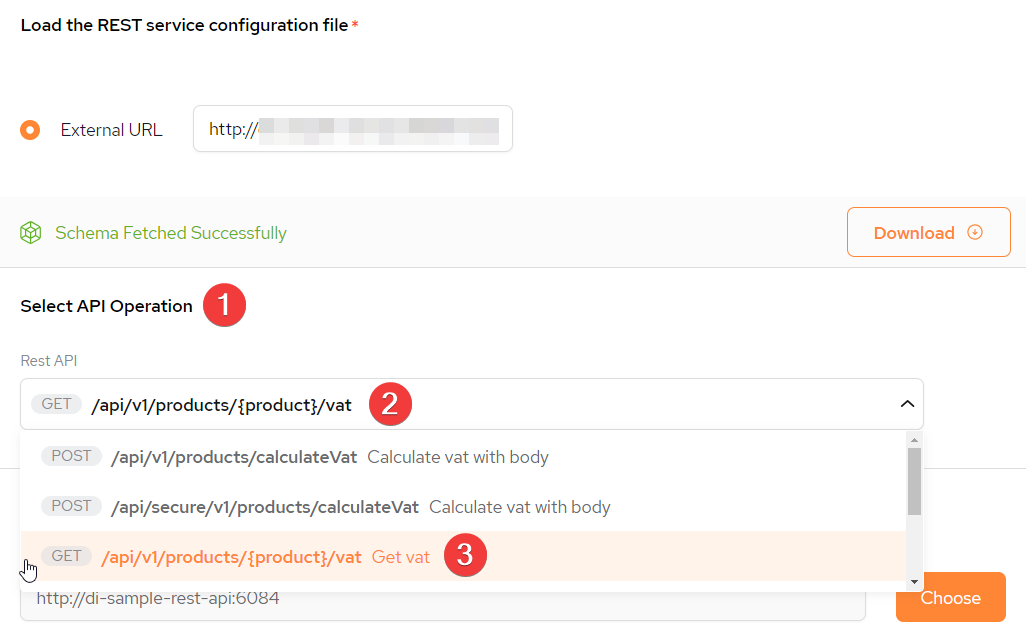 Load the REST service configuration file *
External URL
http://
Schema Fetched Successfully
Download
Select API Operation 1
Rest API
GET /api/v1/products/{product}/vat 2
POST /api/v1/products/calculateVat Calculate vat with body
POST /api/secure/v1/products/calculateVat Calculate vat with body
GET /api/v1/products/{product}/vat Get vat 3
http://di-sample-rest-api:6084
Choose